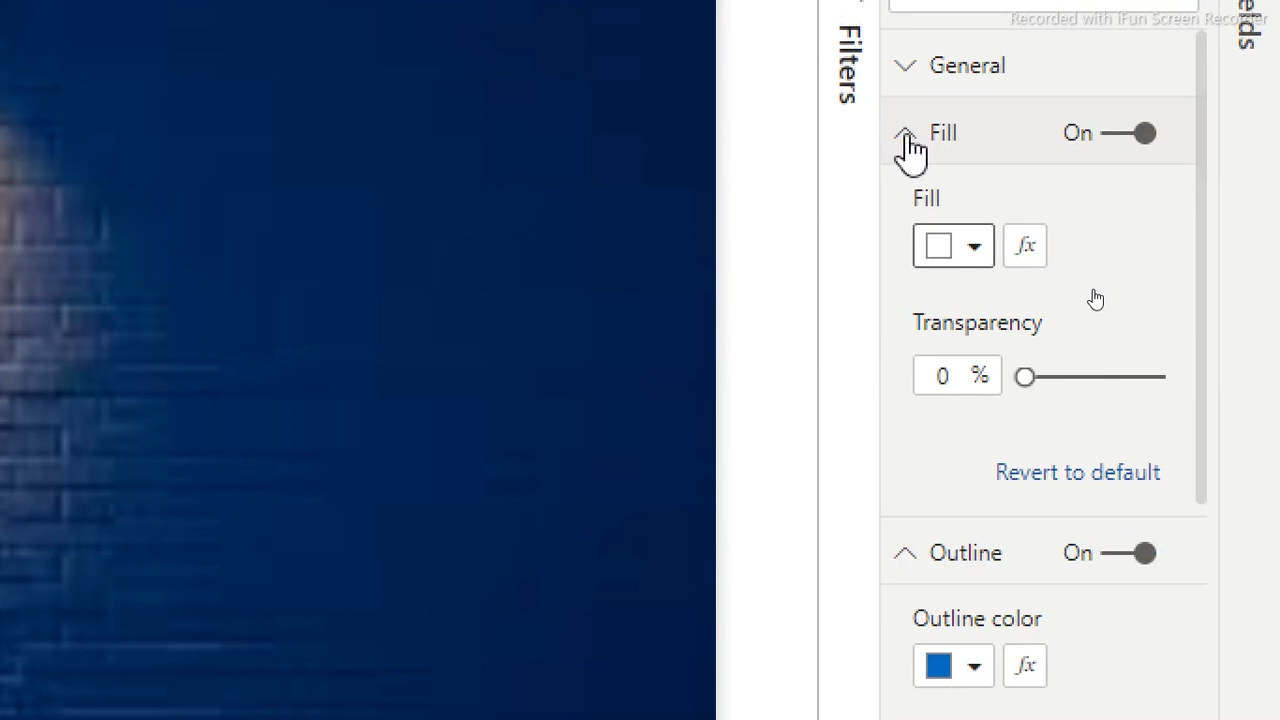 Recorded with iFun Screen Recorder
elds
Filters
General
Fill On
Fill
fx
Transparency
0 %
Revert to default
Outline On
Outline color
fx